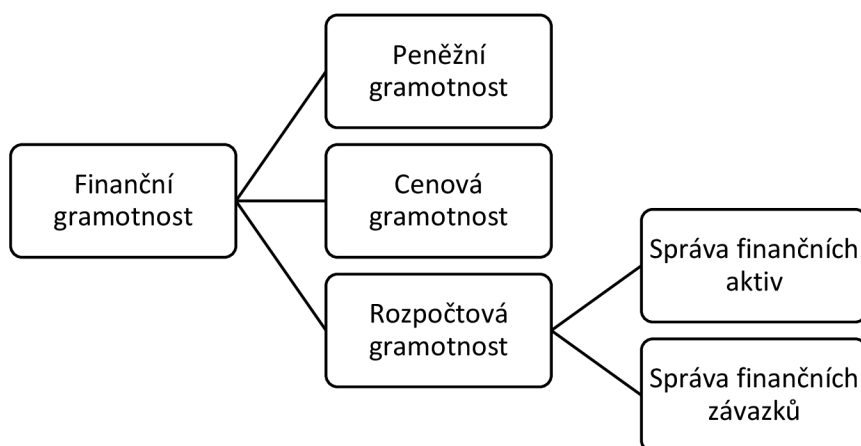 Finanční
gramotnost
Peněžní
gramotnost
Cenová
gramotnost
Rozpočtová
gramotnost
Správa finančních
aktiv
Správa finančních
závazků